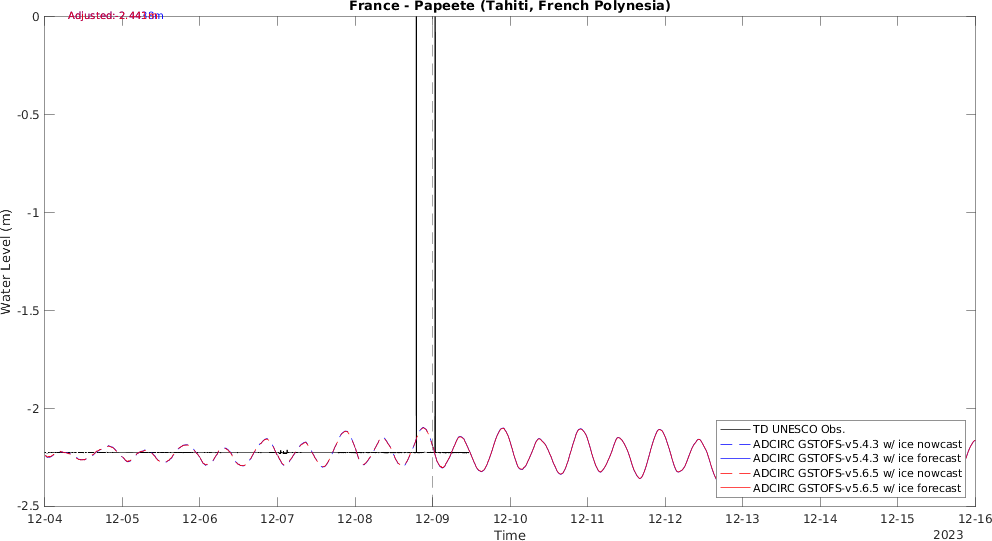 France - Papeete (Tahiti, French Polynesia)
0
-0.5
-1
-1.5
-2
-2.5
Water Level (m)
12-04
12-05
12-06
12-07
12-08
12-09
12-10
12-11
12-12
12-13
12-14
12-15
12-16
Time
2023
TD UNESCO Obs.
ADCIRC GSTOFS-v5.4.3 w/ ice nowcast
ADCIRC GSTOFS-v5.4.3 w/ ice forecast
ADCIRC GSTOFS-v5.6.5 w/ ice nowcast
ADCIRC GSTOFS-v5.6.5 w/ ice forecast